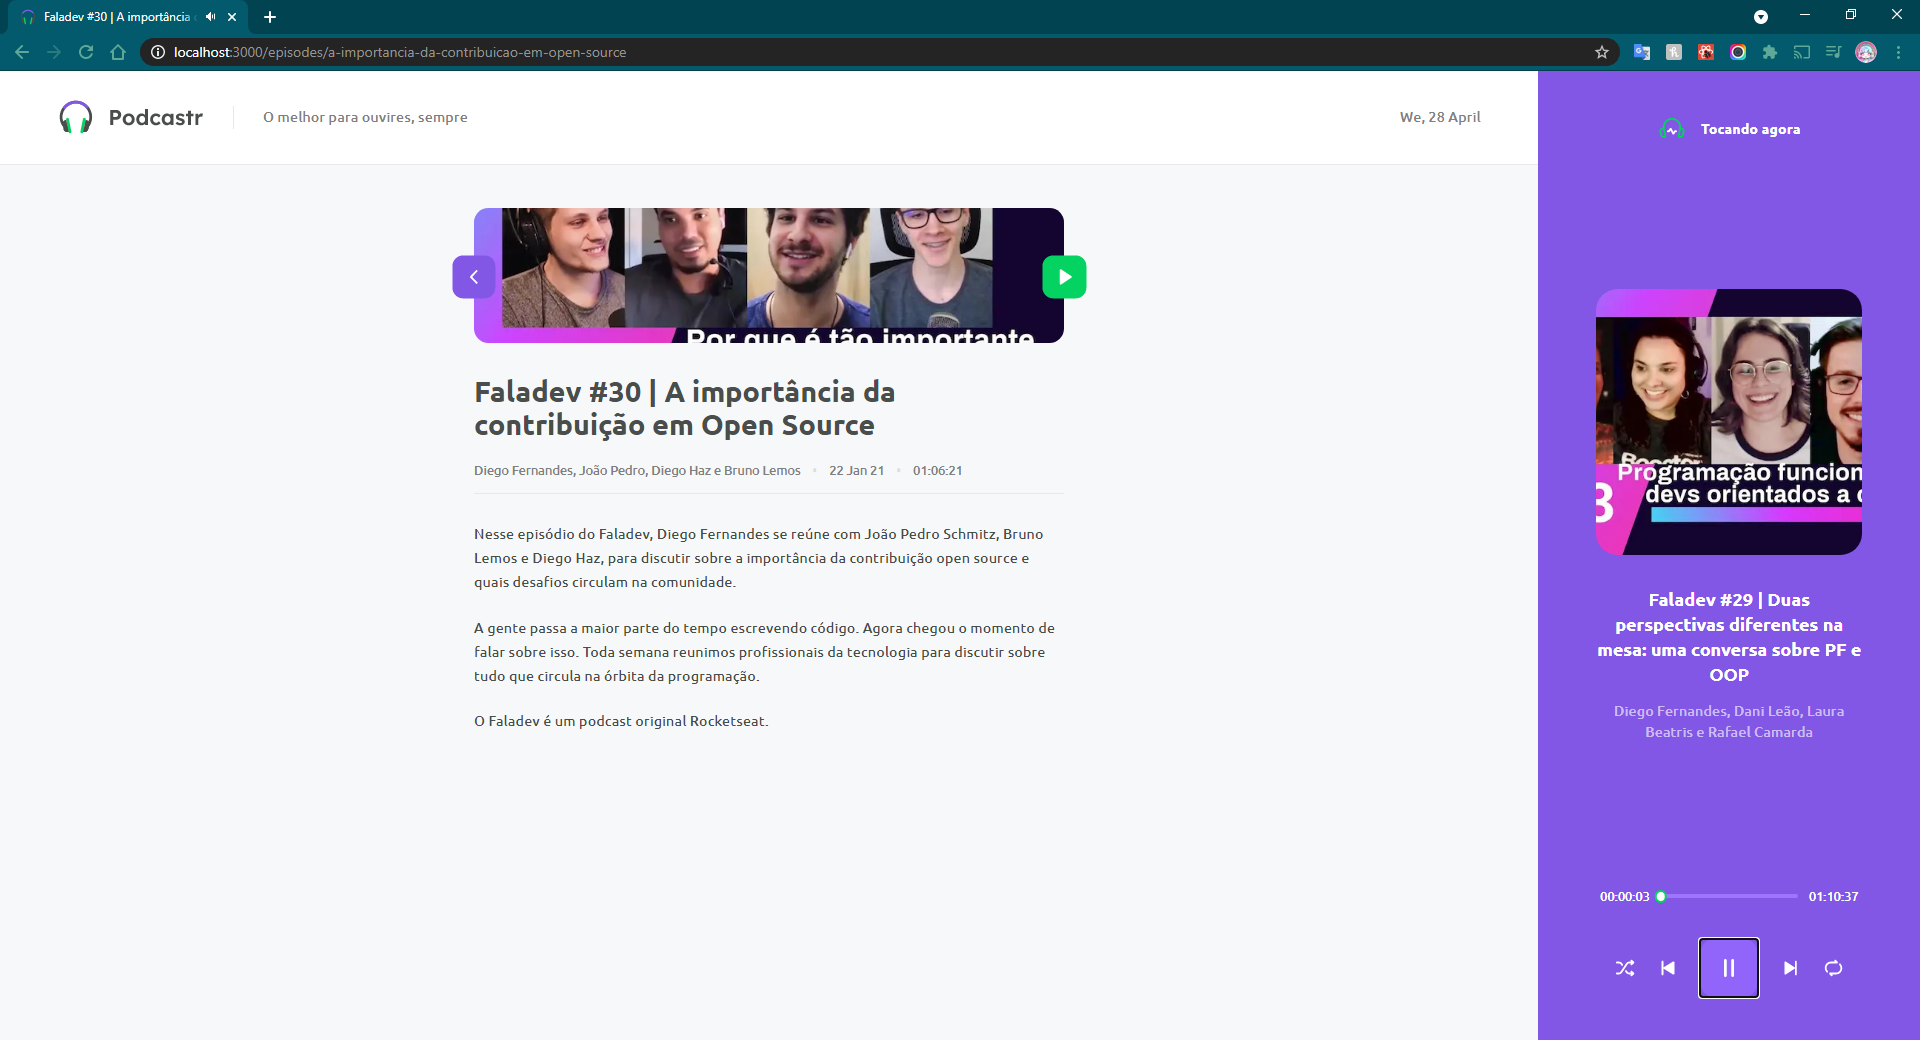 Faladev #30 | A importância
localhost:3000/episodes/a-importancia-da-contribuicao-em-open-source
Podcastr
O melhor para ouvires, sempre
We, 28 April
Tocando agora
Por que é tão importante
Faladev #30 | A importância da
contribuição em Open Source
Diego Fernandes, João Pedro, Diego Haz e Bruno Lemos
22 Jan 21
01:06:21
Nesse episódio do Faladev, Diego Fernandes se reúne com João Pedro Schmitz, Bruno
Lemos e Diego Haz, para discutir sobre a importância da contribuição open source e
quais desafios circulam na comunidade.
A gente passa a maior parte do tempo escrevendo código. Agora chegou o momento de
falar sobre isso. Toda semana reunimos profissionais da tecnologia para discutir sobre
tudo que circula na órbita da programação.
O Faladev é um podcast original Rocketseat.
Programação funcion
devs orientados a
3
Faladev #29 | Duas
perspectivas diferentes na
mesa: uma conversa sobre PF e
OOP
Diego Fernandes, Dani Leão, Laura
Beatris e Rafael Camarda
00:00:03
01:10:37